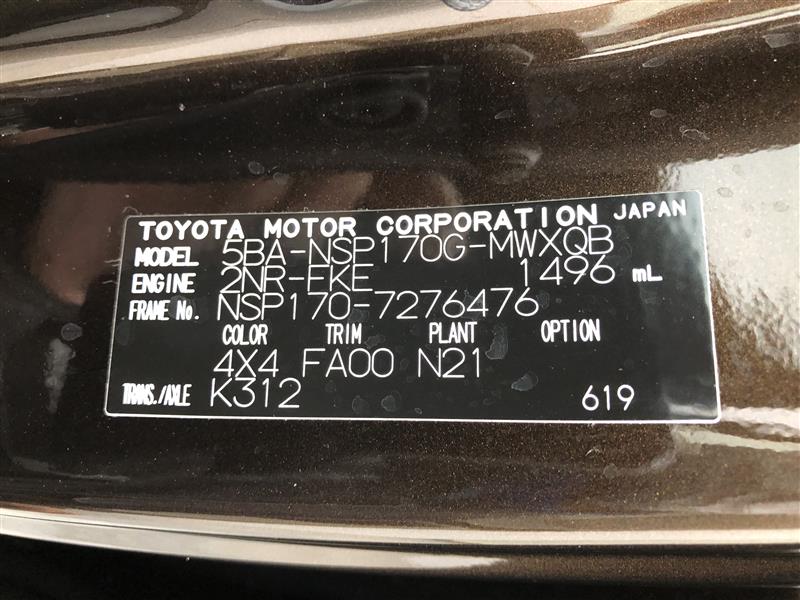 TOYOTA MOTOR CORPORATION JAPAN
MODEL 5BA-NSP170G-MWXQB
ENGINE 2NR-FKE 1496 mL
FRAME No. NSP170-7276476
COLOR TRIM PLANT OPTION
4X4 FA00 N21
TRANS./AXLE K312 619